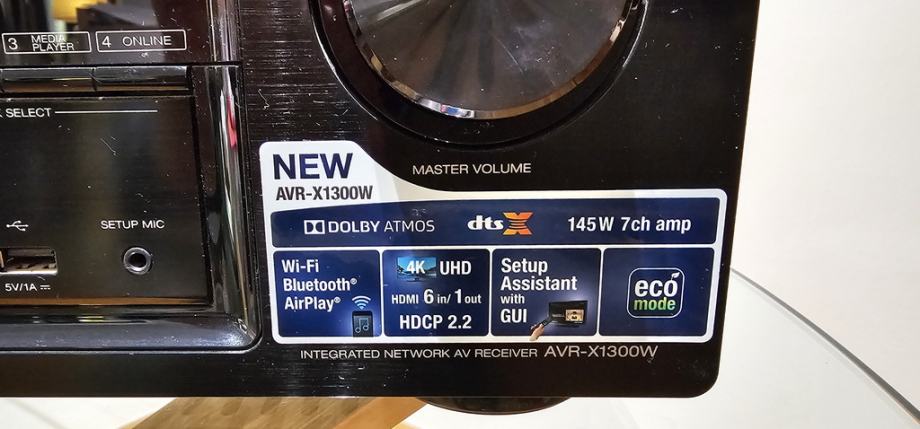 3 MEDIA PLAYER
4 ONLINE
SELECT
SETUP MIC
5V/1A
MASTER VOLUME
NEW
AVR-X1300W
DOLBY ATMOS
dts X
145W 7ch amp
Wi-Fi
Bluetooth®
AirPlay®
4K UHD
HDMI 6 in/ 1 out
HDCP 2.2
Setup
Assistant
with
GUI
eco
mode
INTEGRATED NETWORK AV RECEIVER AVR-X1300W